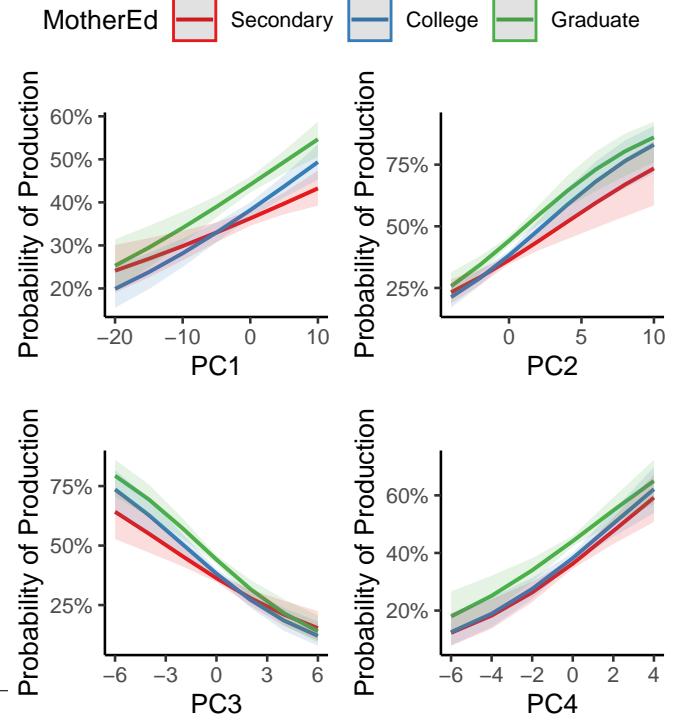 MotherEd Secondary College Graduate
Probability of Production
60%
50%
40%
30%
20%
−20 −10 0 10
PC1
Probability of Production
75%
50%
25%
0 5 10
PC2
Probability of Production
75%
50%
25%
−6 −3 0 3 6
PC3
Probability of Production
60%
40%
20%
−6 −4 −2 0 2 4
PC4